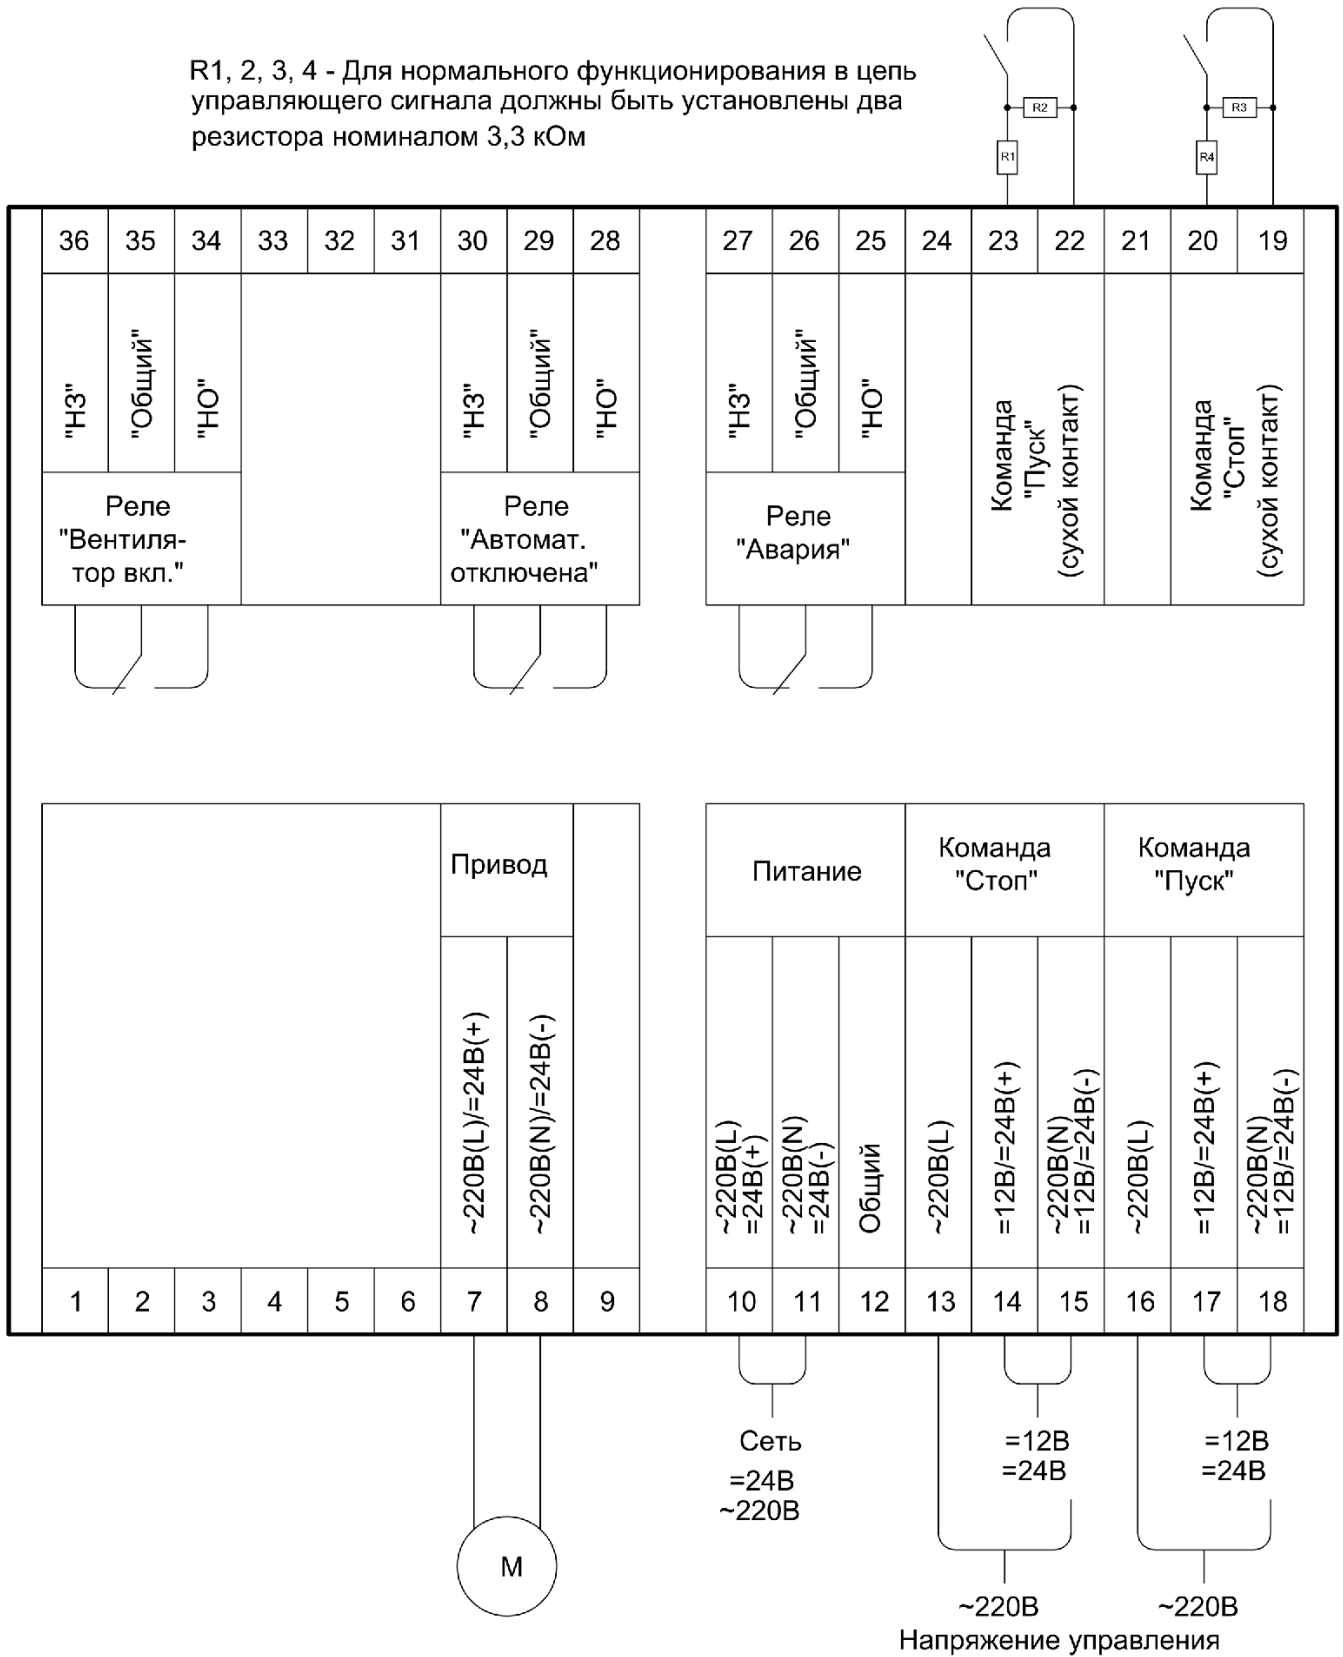 R1, 2, 3, 4 - Для нормального функционирования в цепь
управляющего сигнала должны быть установлены два
резистора номиналом 3,3 кОм
R2
R3
R1
R4
36 35 34 33 32 31 30 29 28 27 26 25 24 23 22 21 20 19
"НЗ"
"Общий"
"НО"
"НЗ"
"Общий"
"НО"
"НЗ"
"Общий"
"НО"
Команда
"Пуск"
(сухой контакт)
Команда
"Стоп"
(сухой контакт)
Реле
"Вентиля-
тор вкл."
Реле
"Автомат.
отключена"
Реле
"Авария"
Привод
Питание
Команда
"Стоп"
Команда
"Пуск"
~220В(L)/=24В(+)
~220В(N)/=24В(-)
~220В(L)
=24В(+)
~220В(N)
=24В(-)
Общий
~220В(L)
=12В/=24В(+)
~220В(N)
=12В/=24В(-)
~220В(L)
=12В/=24В(+)
~220В(N)
=12В/=24В(-)
1 2 3 4 5 6 7 8 9 10 11 12 13 14 15 16 17 18
Сеть
=24В
~220В
=12В
=24В
=12В
=24В
М
~220В
~220В
Напряжение управления